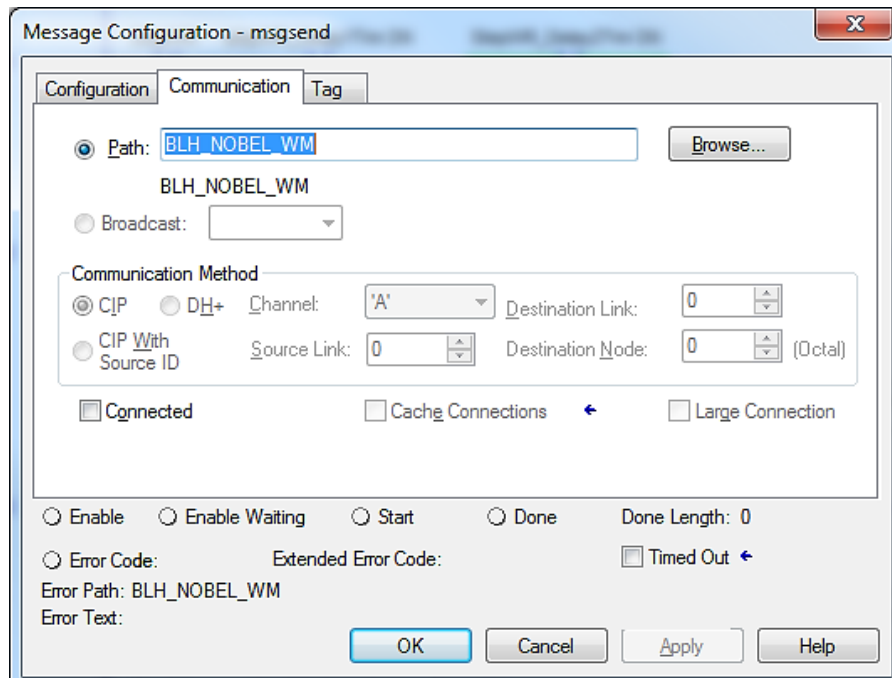 Message Configuration - msgsend
Configuration Communication Tag
Path: BLH_NOBEL_WM Browse...
BLH_NOBEL_WM
Broadcast:
Communication Method
CIP DH+ Channel: 'A' Destination Link: 0
CIP With Source ID Source Link: 0 Destination Node: 0 (Octal)
Connected Cache Connections Large Connection
Enable Enable Waiting Start Done Done Length: 0
Error Code: Extended Error Code: Timed Out
Error Path: BLH_NOBEL_WM
Error Text:
OK Cancel Apply Help